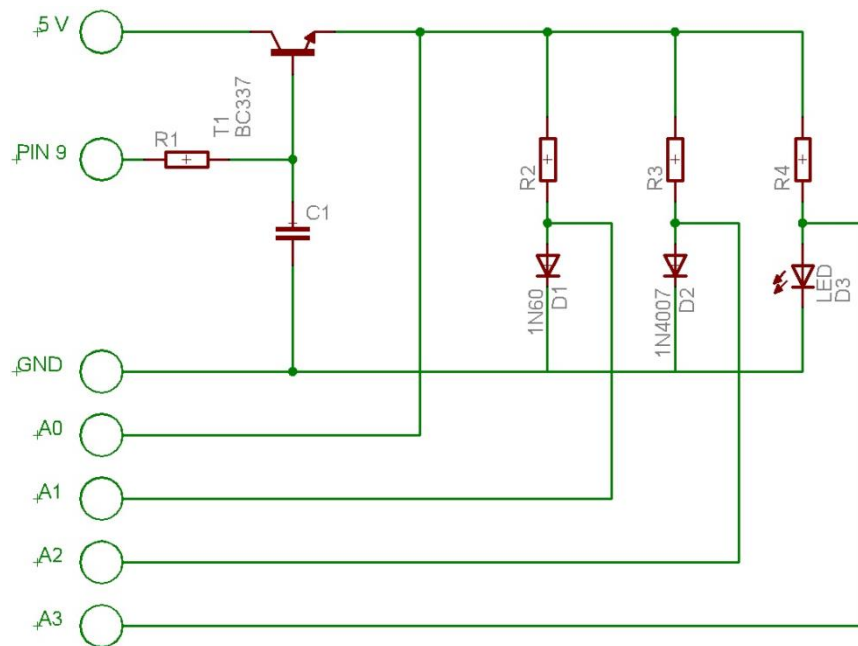 5 V
T1
BC337
PIN 9
R1
C1
R2
R3
R4
1N60
D1
1N4007
D2
LED
D3
GND
A0
A1
A2
A3